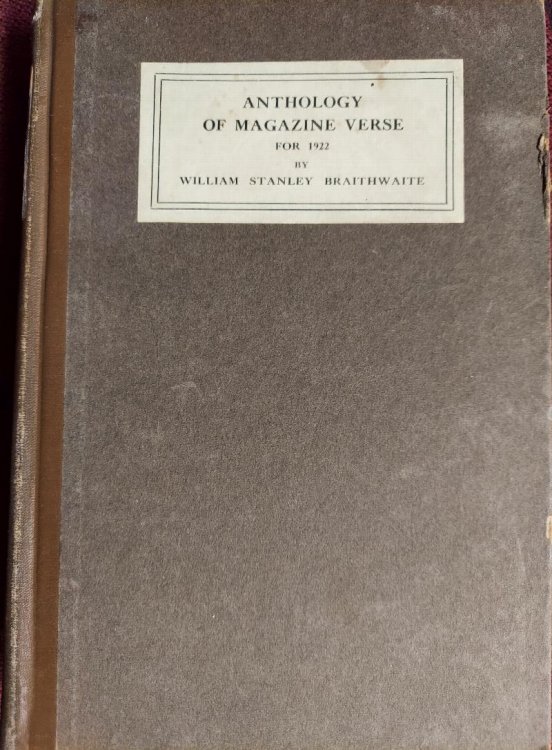 ANTHOLOGY
OF MAGAZINE VERSE
FOR 1922
BY
WILLIAM STANLEY BRAITHWAITE